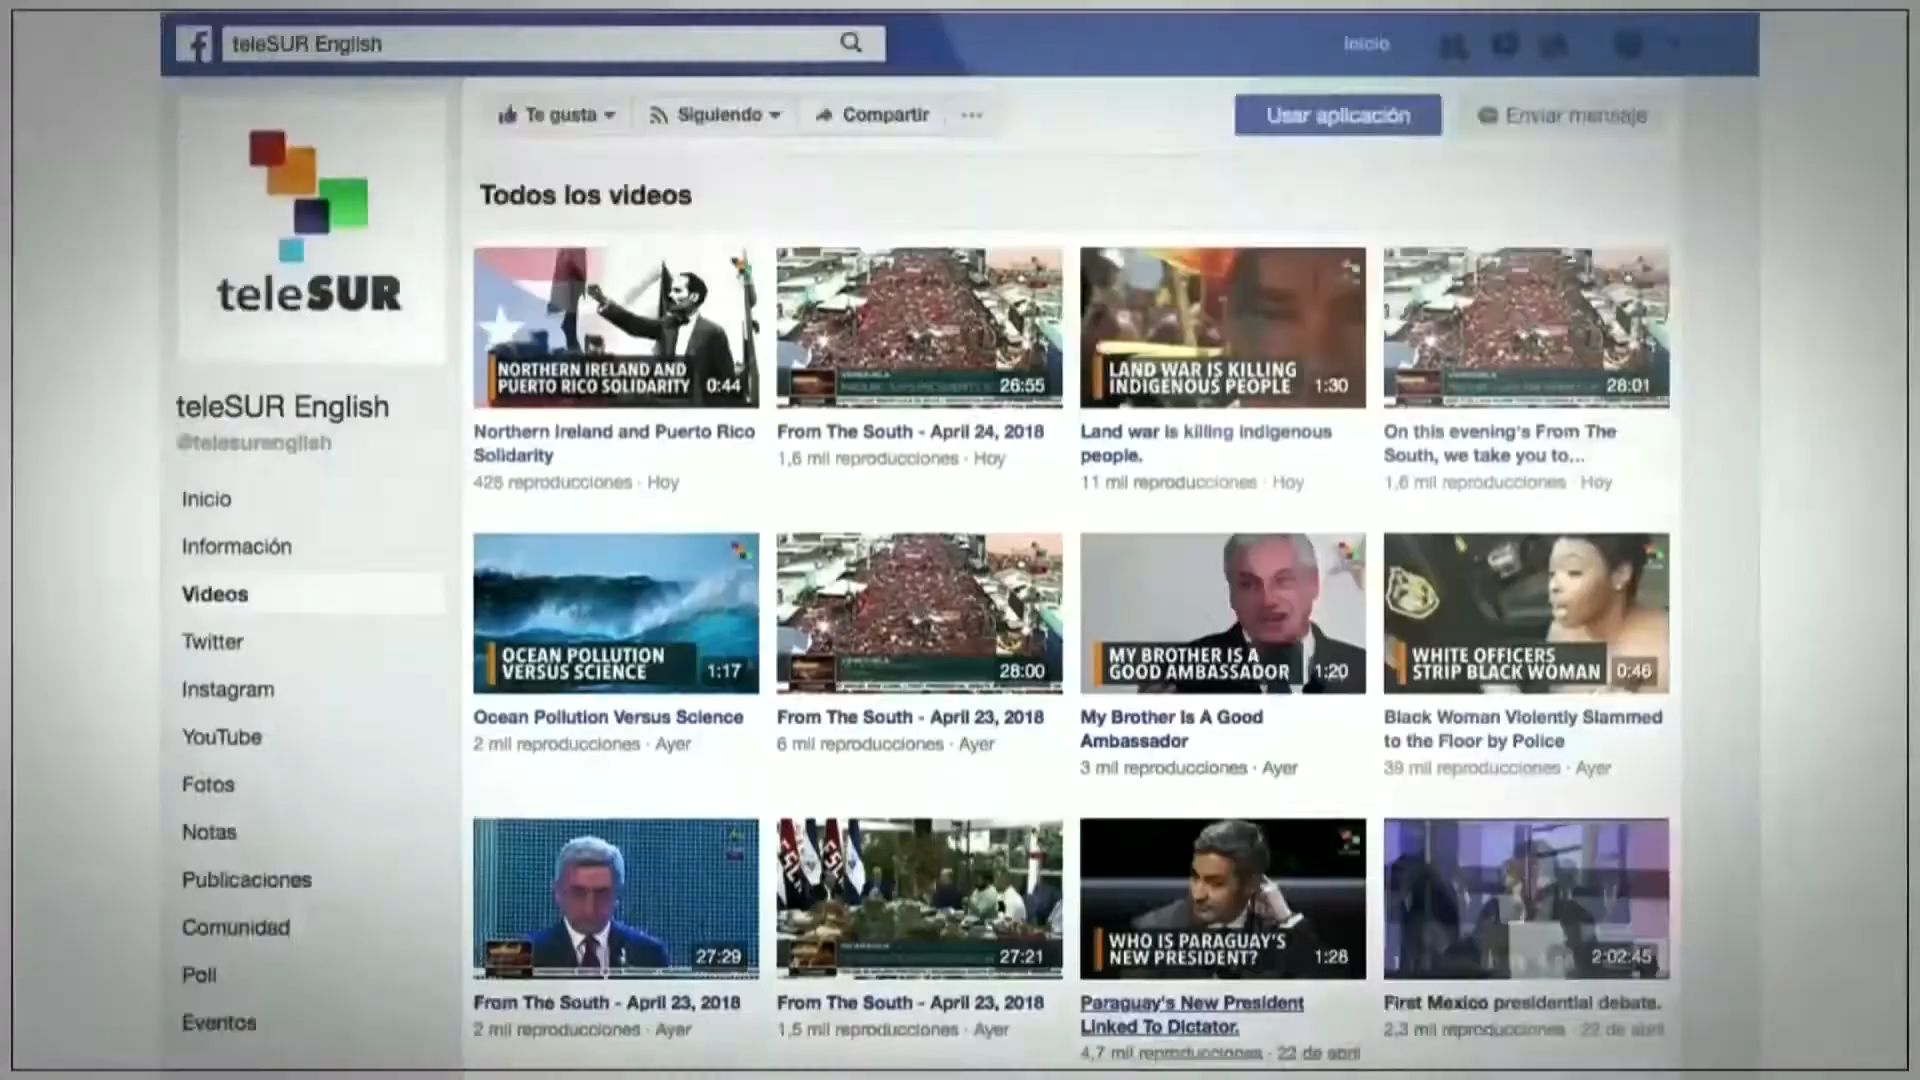 teleSUR English
Inicio
Te gusta
Siguiendo
Compartir
Usar aplicación
Enviar mensaje
teleSUR
teleSUR English
@telesurenglish
Inicio
Información
Videos
Twitter
Instagram
YouTube
Fotos
Notas
Publicaciones
Comunidad
Poll
Eventos
Todos los videos
NORTHERN IRELAND AND
PUERTO RICO SOLIDARITY 0:44
Northern Ireland and Puerto Rico
Solidarity
428 reproducciones · Hoy
VENEZUELA
26:55
From The South - April 24, 2018
1,6 mil reproducciones · Hoy
LAND WAR IS KILLING
INDIGENOUS PEOPLE 1:30
Land war is killing indigenous
people.
11 mil reproducciones · Hoy
VENEZUELA
28:01
On this evening's From The
South, we take you to...
1,6 mil reproducciones · Hoy
OCEAN POLLUTION
VERSUS SCIENCE 1:17
Ocean Pollution Versus Science
2 mil reproducciones · Ayer
VENEZUELA
28:00
From The South - April 23, 2018
6 mil reproducciones · Ayer
MY BROTHER IS A
GOOD AMBASSADOR 1:20
My Brother Is A Good
Ambassador
3 mil reproducciones · Ayer
WHITE OFFICERS
STRIP BLACK WOMAN 0:46
Black Woman Violently Slammed
to the Floor by Police
39 mil reproducciones · Ayer
27:29
From The South - April 23, 2018
2 mil reproducciones · Ayer
NICARAGUA
27:21
From The South - April 23, 2018
1,5 mil reproducciones · Ayer
WHO IS PARAGUAY'S
NEW PRESIDENT? 1:28
Paraguay's New President
Linked To Dictator.
4,7 mil reproducciones · 22 de abril
2:02:45
First Mexico presidential debate.
2,3 mil reproducciones · 22 de abril